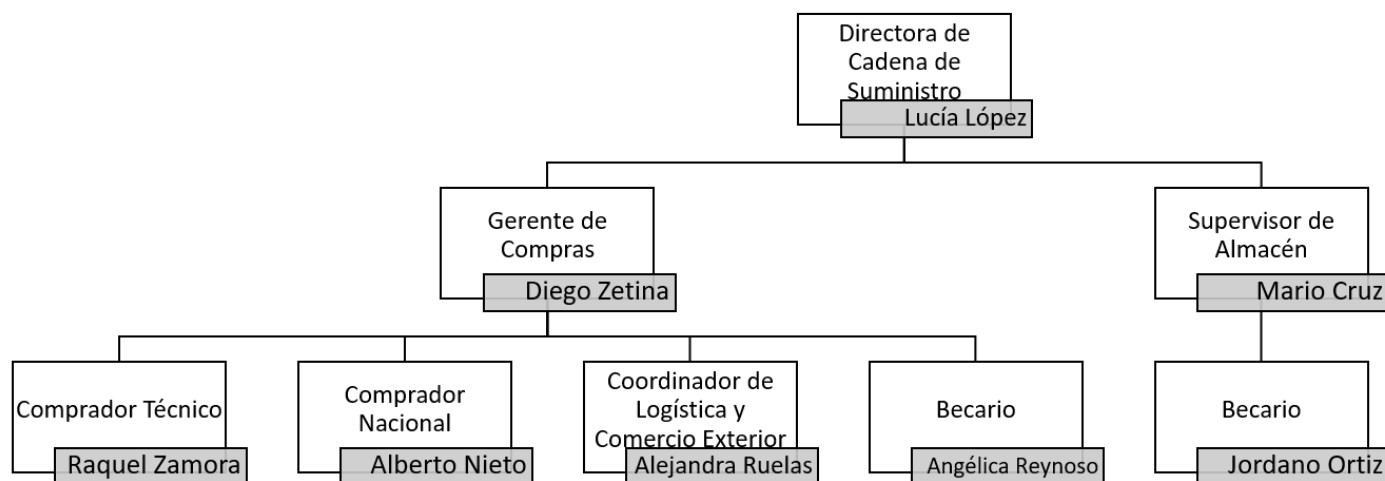 Directora de
Cadena de
Suministro
Lucía López
Gerente de
Compras
Diego Zetina
Supervisor de
Almacén
Mario Cruz
Comprador Técnico
Raquel Zamora
Comprador
Nacional
Alberto Nieto
Coordinador de
Logística y
Comercio Exterior
Alejandra Ruelas
Becario
Angélica Reynoso
Becario
Jordano Ortiz